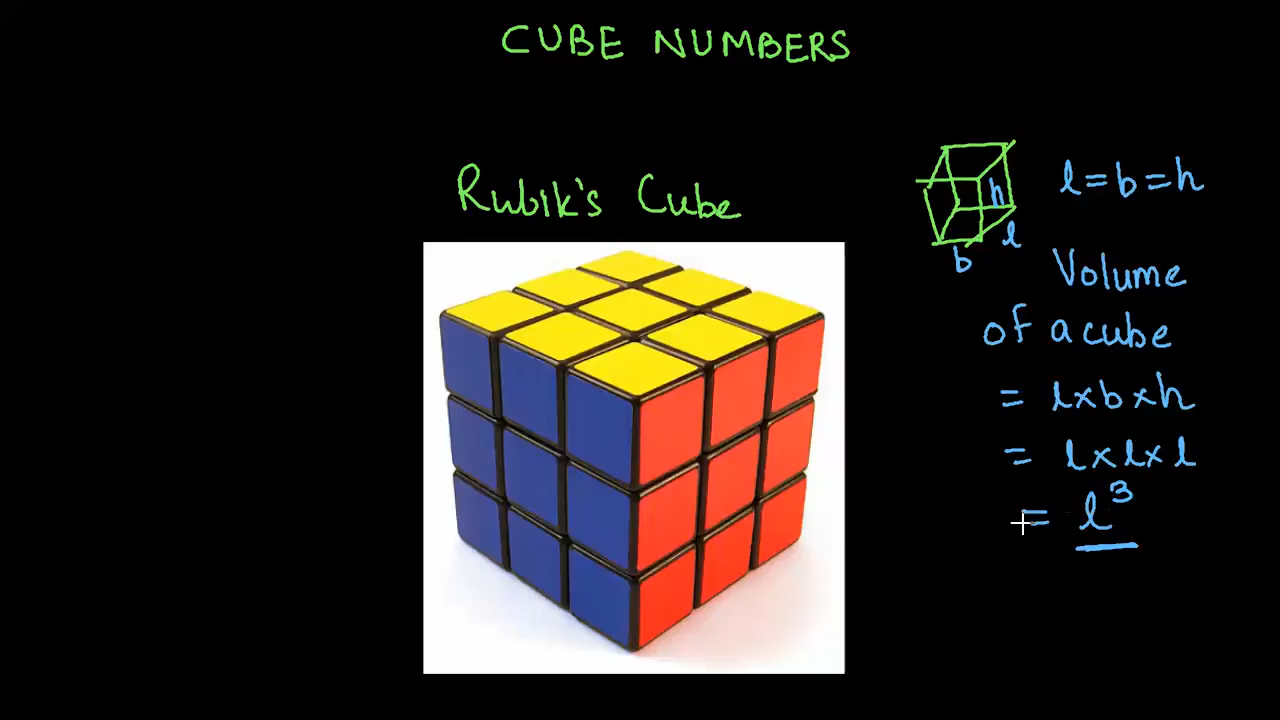 CUBE NUMBERS
Rubik's Cube
h
l
b
l = b = h
Volume
of a cube
= l × b × h
= l × l × l
= l³